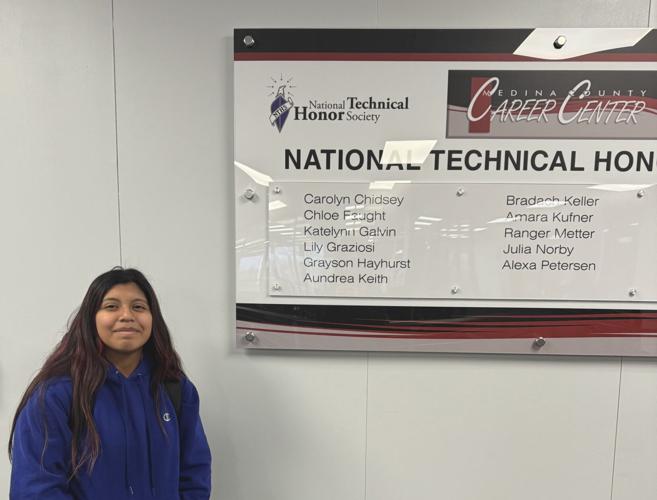 National Technical
Honor Society
NTHS
MEDINA COUNTY
CAREER CENTER
NATIONAL TECHNICAL HON
Carolyn Chidsey
Chloe Faught
Katelynn Galvin
Lily Graziosi
Grayson Hayhurst
Aundrea Keith
Bradach Keller
Amara Kufner
Ranger Metter
Julia Norby
Alexa Petersen